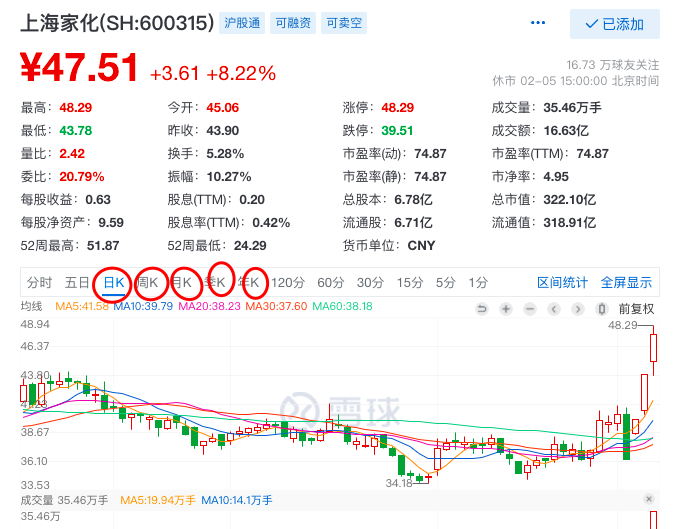 上海家化(SH:600315) 沪股通 可融资 可卖空 ••• 已添加
¥47.51 +3.61 +8.22%
16.73 万球友关注
休市 02-05 15:00:00 北京时间
最高: 48.29 今开: 45.06 涨停: 48.29 成交量: 35.46万手
最低: 43.78 昨收: 43.90 跌停: 39.51 成交额: 16.63亿
量比: 2.42 换手: 5.28% 市盈率(动): 74.87 市盈率(TTM): 74.87
委比: 20.79% 振幅: 10.27% 市盈率(静): 74.87 市净率: 4.95
每股收益: 0.63 股息(TTM): 0.20 总股本: 6.78亿 总市值: 322.10亿
每股净资产: 9.59 股息率(TTM): 0.42% 流通股: 6.71亿 流通值: 318.91亿
52周最高: 51.87 52周最低: 24.29 货币单位: CNY
分时 五日 日K 周K 月K 季K 年K 120分 60分 30分 15分 5分 1分 区间统计 全屏显示
均线 MA5:41.58 MA10:39.79 MA20:38.23 MA30:37.60 MA60:38.18 前复权
48.94
48.29
46.37
43.80
38.67
36.10
33.53
34.18
雪球
成交量 35.46万手 MA5:19.94万手 MA10:14.1万手
35.46万